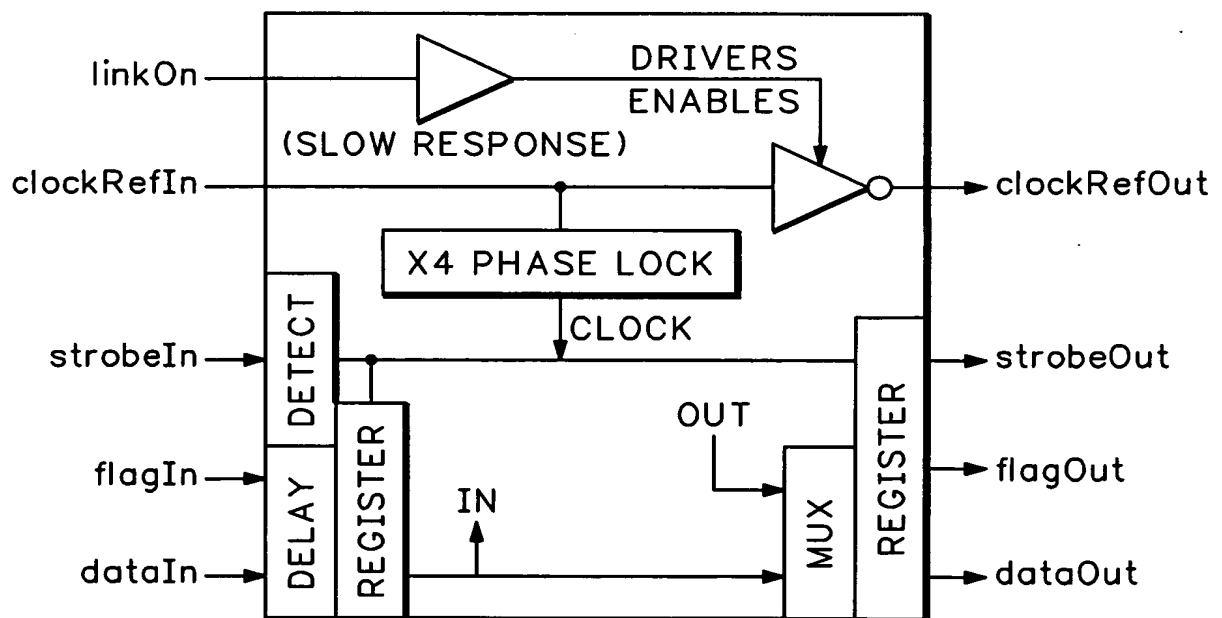 linkOn
DRIVERS
ENABLES
(SLOW RESPONSE)
clockRefIn
clockRefOut
X4 PHASE LOCK
CLOCK
DETECT
strobeIn
strobeOut
OUT
REGISTER
flagIn
flagOut
DELAY
REGISTER
IN
MUX
dataIn
dataOut